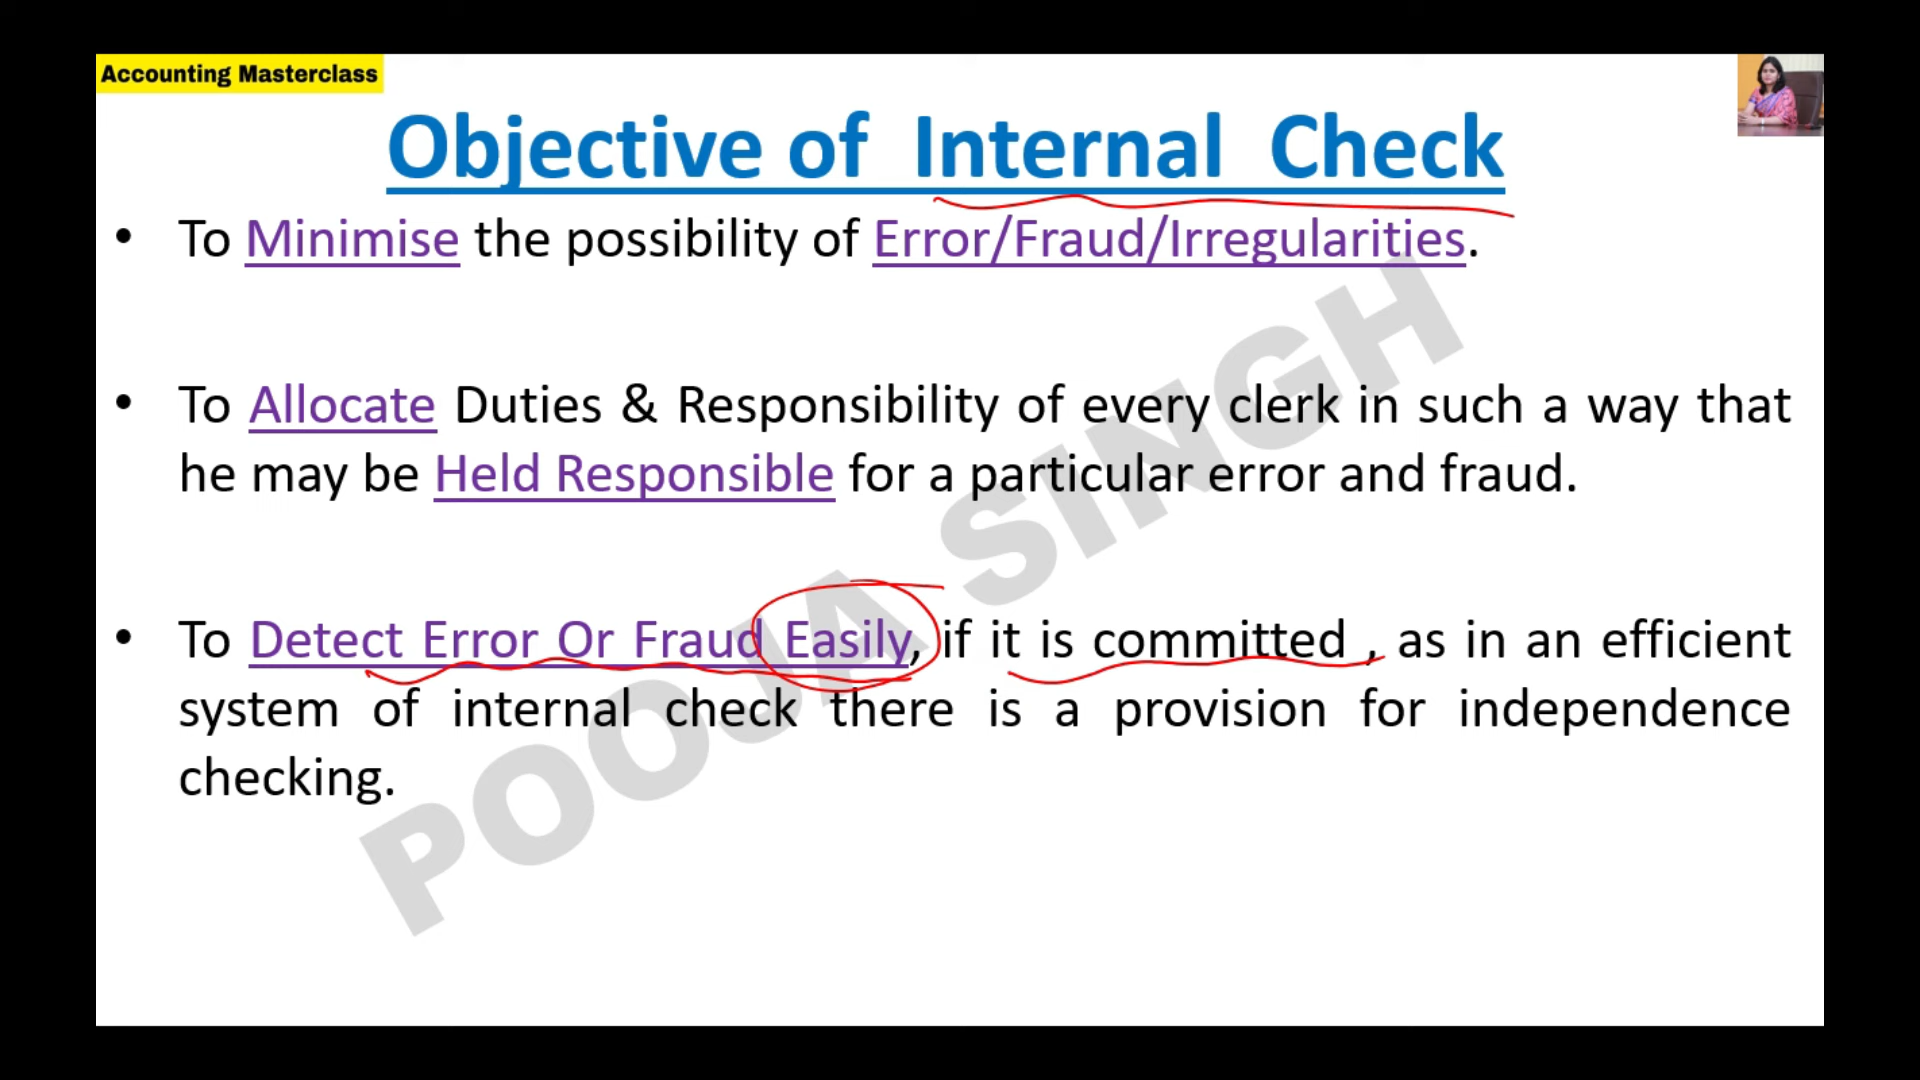 Accounting Masterclass
Objective of Internal Check
• To Minimise the possibility of Error/Fraud/Irregularities.
• To Allocate Duties & Responsibility of every clerk in such a way that
he may be Held Responsible for a particular error and fraud.
• To Detect Error Or Fraud Easily, if it is committed , as in an efficient
system of internal check there is a provision for independence
checking.
POOJA SINGH